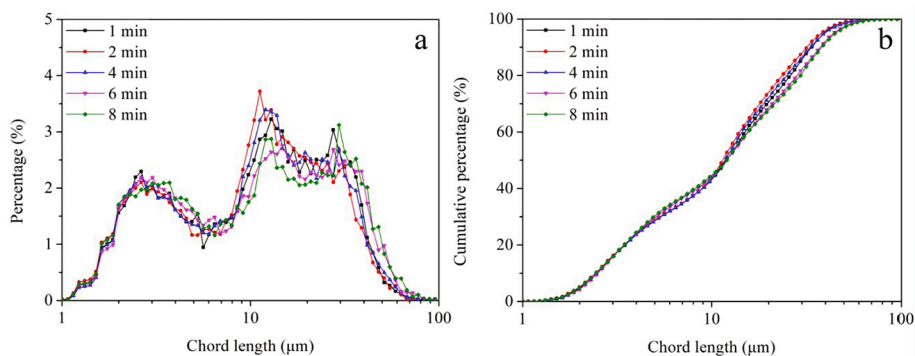 5
4
3
2
1
0
Percentage (%)
1 min
2 min
4 min
6 min
8 min
a
1
10
100
Chord length (μm)
100
80
60
40
20
0
Cumulative percentage (%)
1 min
2 min
4 min
6 min
8 min
b
1
10
100
Chord length (μm)